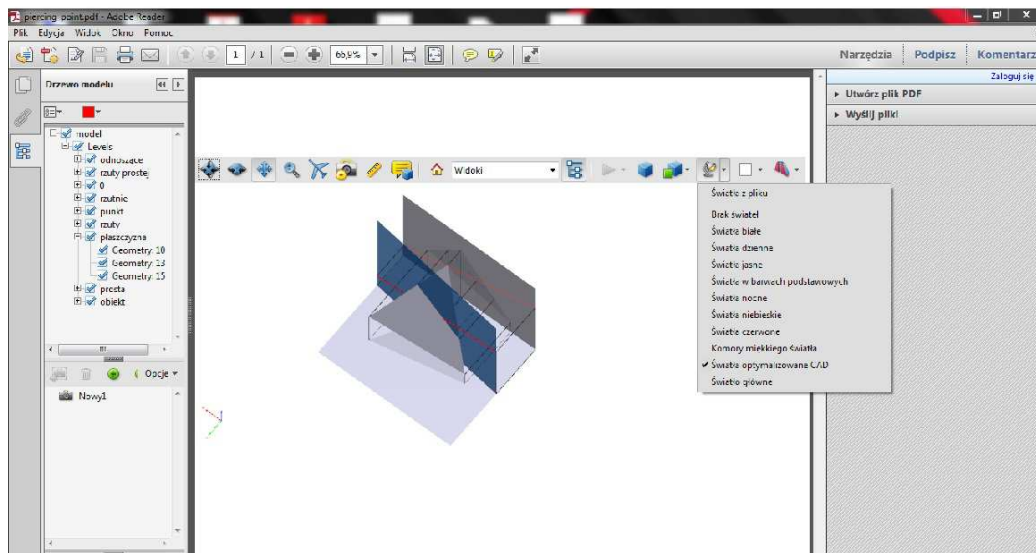 piercing-point.pdf - Adobe Reader
Plik Edycja Widok Okno Pomoc
1 / 1 65,9% Narzędzia Podpisz Komentarz
Zaloguj się
Drzewo modelu
Utwórz plik PDF
Wyślij pliki
model
Levels
odnoszące
rzuty prostej
0
rzutnie
punkt
rzuty
płaszczyzna
Geometry: 10
Geometry: 13
Geometry: 15
prosta
obiekt
Opcje
Nowy1
Widoki
Światła z pliku
Brak świateł
Światła białe
Światła dzienne
Światła jasne
Światła w barwach podstawowych
Światła nocne
Światła niebieskie
Światła czerwone
Komory miękkiego światła
Światła optymalizowane CAD
Światło główne